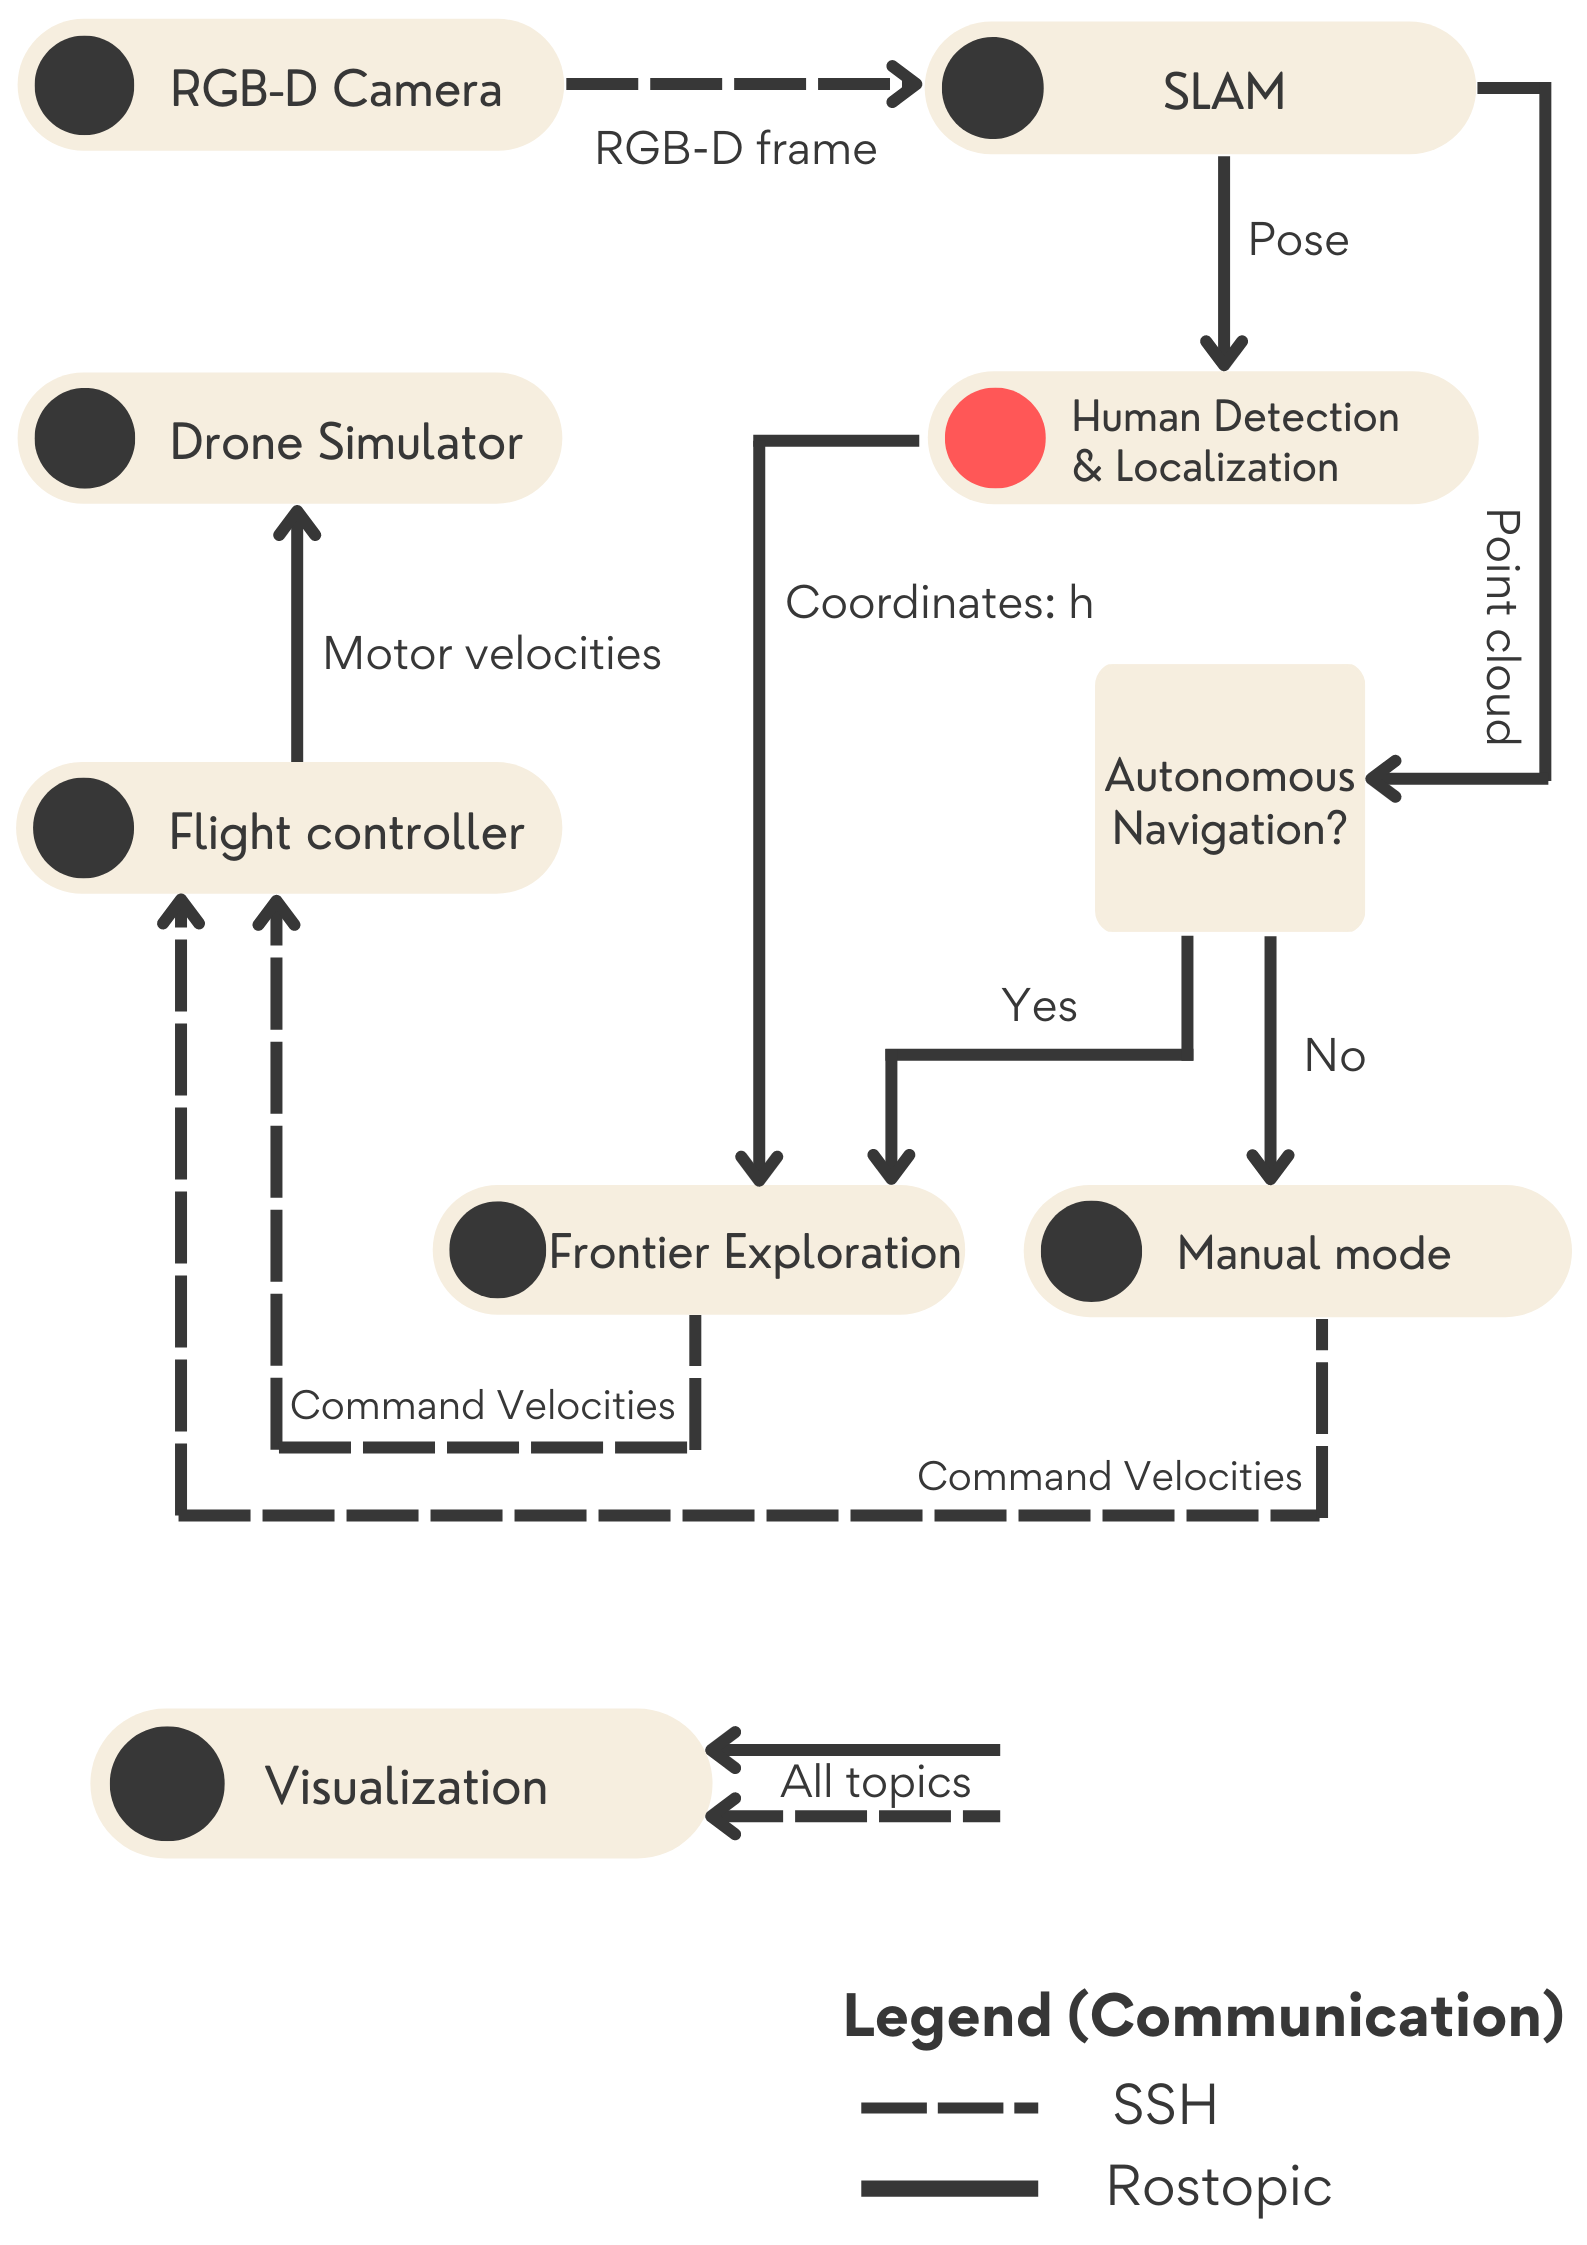 RGB-D Camera
RGB-D frame
SLAM
Pose
Drone Simulator
Human Detection
& Localization
Point cloud
Coordinates: h
Motor velocities
Autonomous
Navigation?
Flight controller
Yes
No
Frontier Exploration
Manual mode
Command Velocities
Command Velocities
Visualization
All topics
Legend (Communication)
SSH
Rostopic